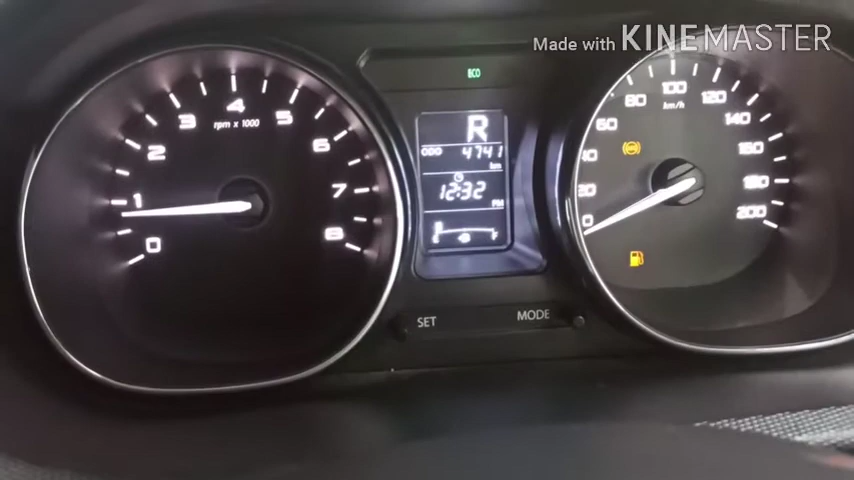 Made with KINEMASTER
ECO
0
1
2
3
4
5
6
7
8
rpm x 1000
R
ODO 4741
km
12:32
PM
E F
SET MODE
0
20
40
60
80
100
120
140
160
180
200
km/h